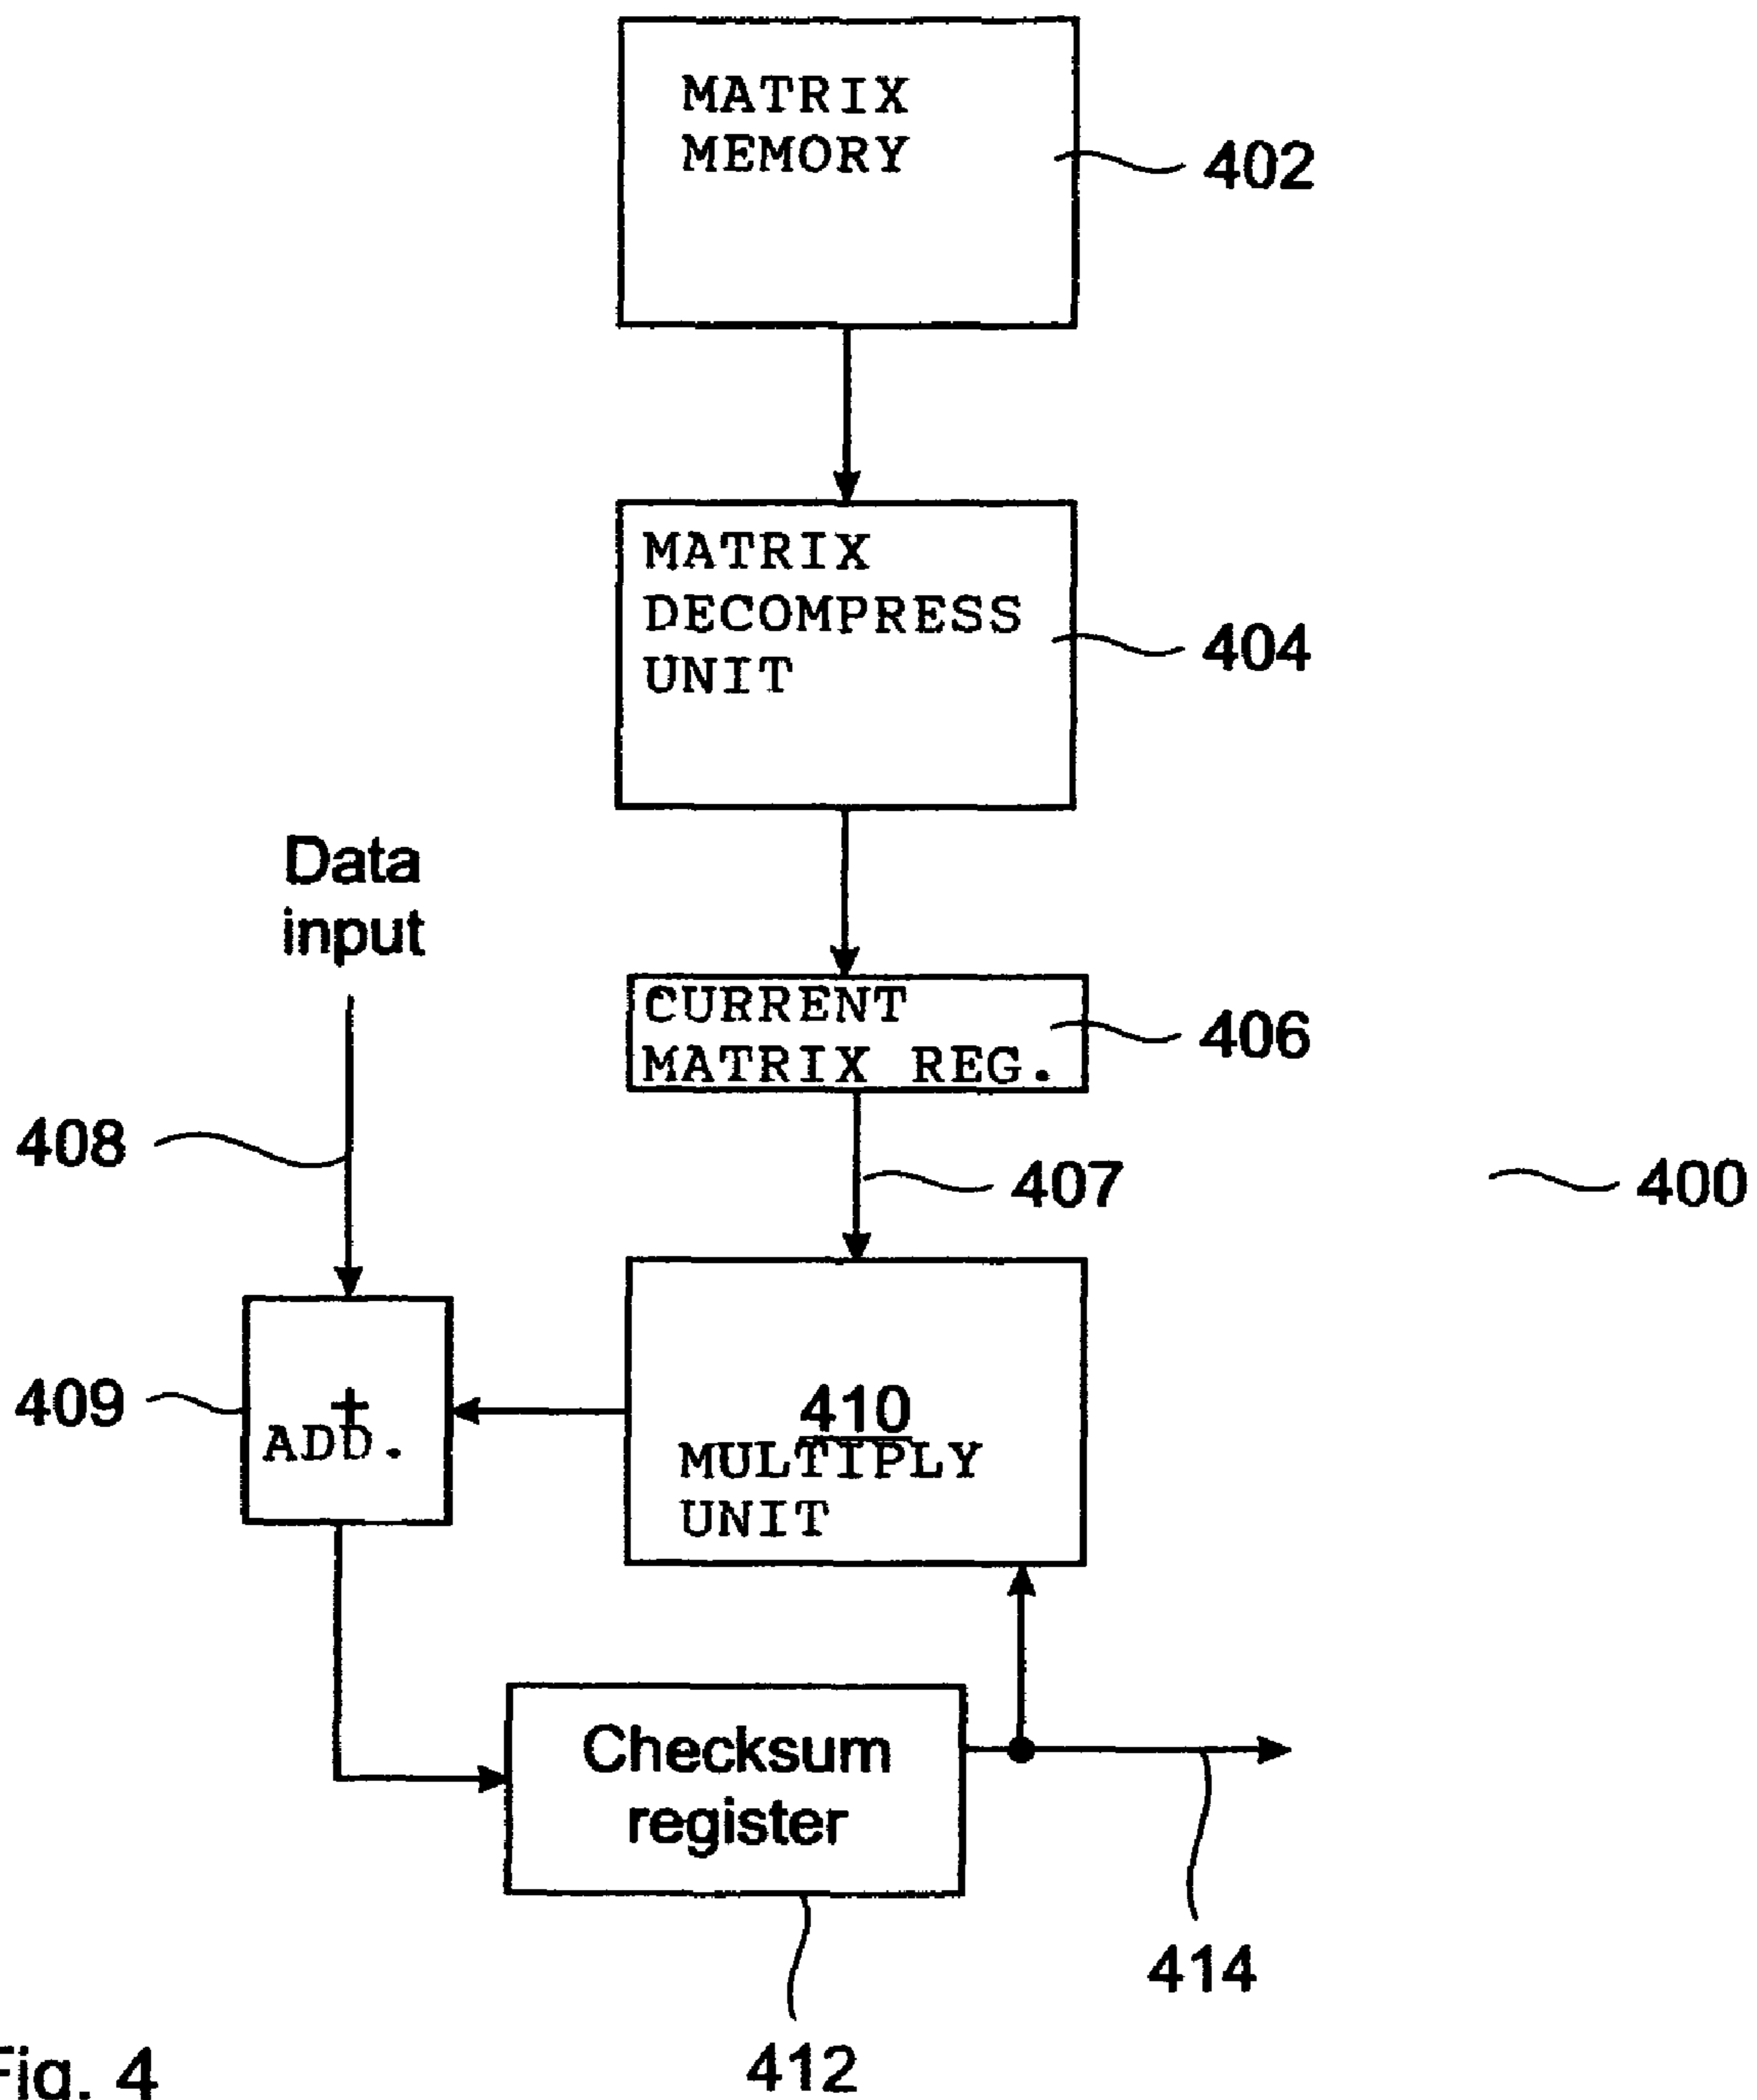 MATRIX
MEMORY
402
MATRIX
DECOMPRESS
UNIT
404
Data
input
CURRENT
MATRIX REG.
406
408
407
400
409
+
ADD.
410
MULTIPLY
UNIT
Checksum
register
414
412
Fig. 4